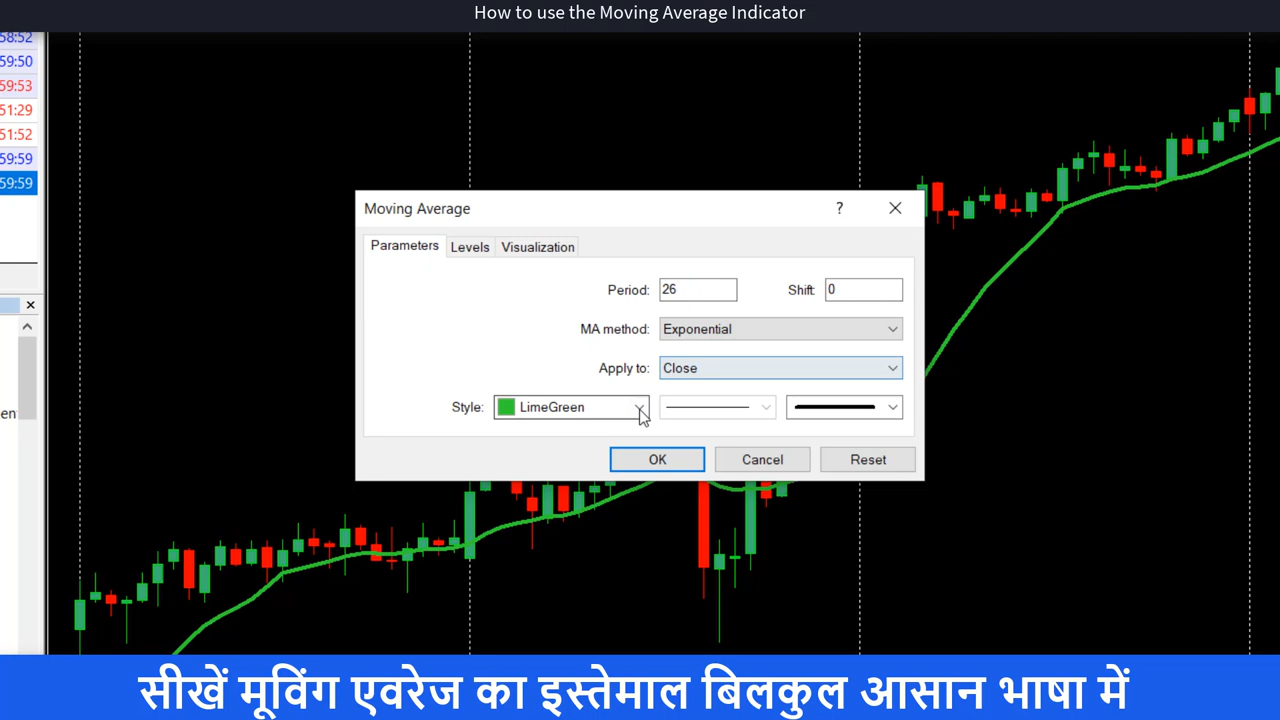 How to use the Moving Average Indicator
58:52
59:50
59:53
51:29
51:52
59:59
59:59
Moving Average
?
Parameters Levels Visualization
Period: 26 Shift: 0
MA method: Exponential
Apply to: Close
Style: LimeGreen
OK Cancel Reset
सीखें मूविंग एवरेज का इस्तेमाल बिलकुल आसान भाषा में